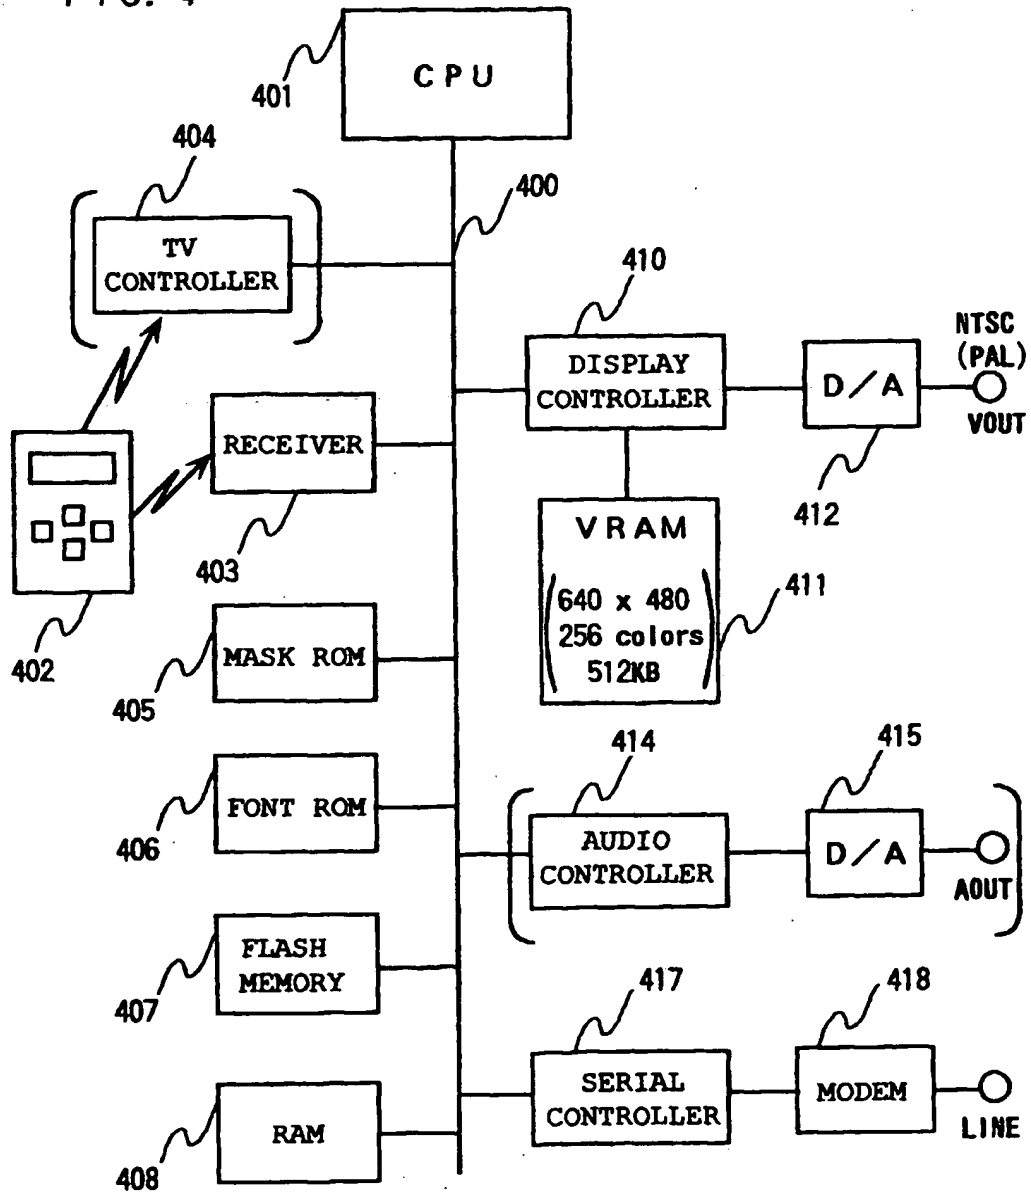 FIG. 4
CPU
401
404
400
TV
CONTROLLER
410
NTSC
(PAL)
DISPLAY
CONTROLLER
D/A
VOUT
RECEIVER
412
403
VRAM
640 x 480
256 colors
512KB
411
402
MASK ROM
405
414
415
FONT ROM
406
AUDIO
CONTROLLER
D/A
AOUT
FLASH
MEMORY
407
417
418
SERIAL
CONTROLLER
MODEM
LINE
RAM
408